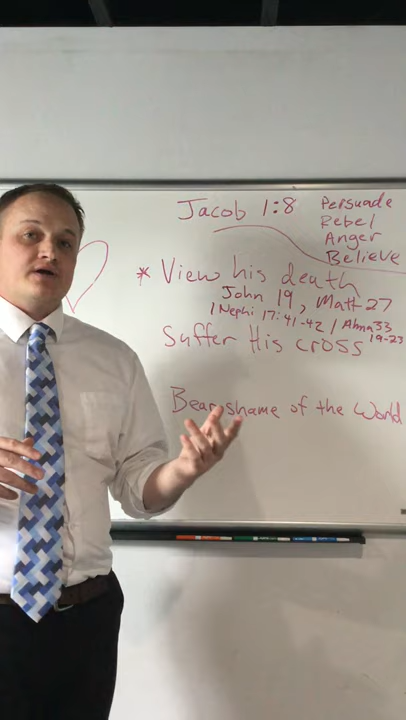 Jacob 1:8
Persuade
Rebel
Anger
Believe
* View his death
John 19, Matt 27
1 Nephi 17:41-42 / Alma 33
19-23
Suffer His cross
Bear shame of the World